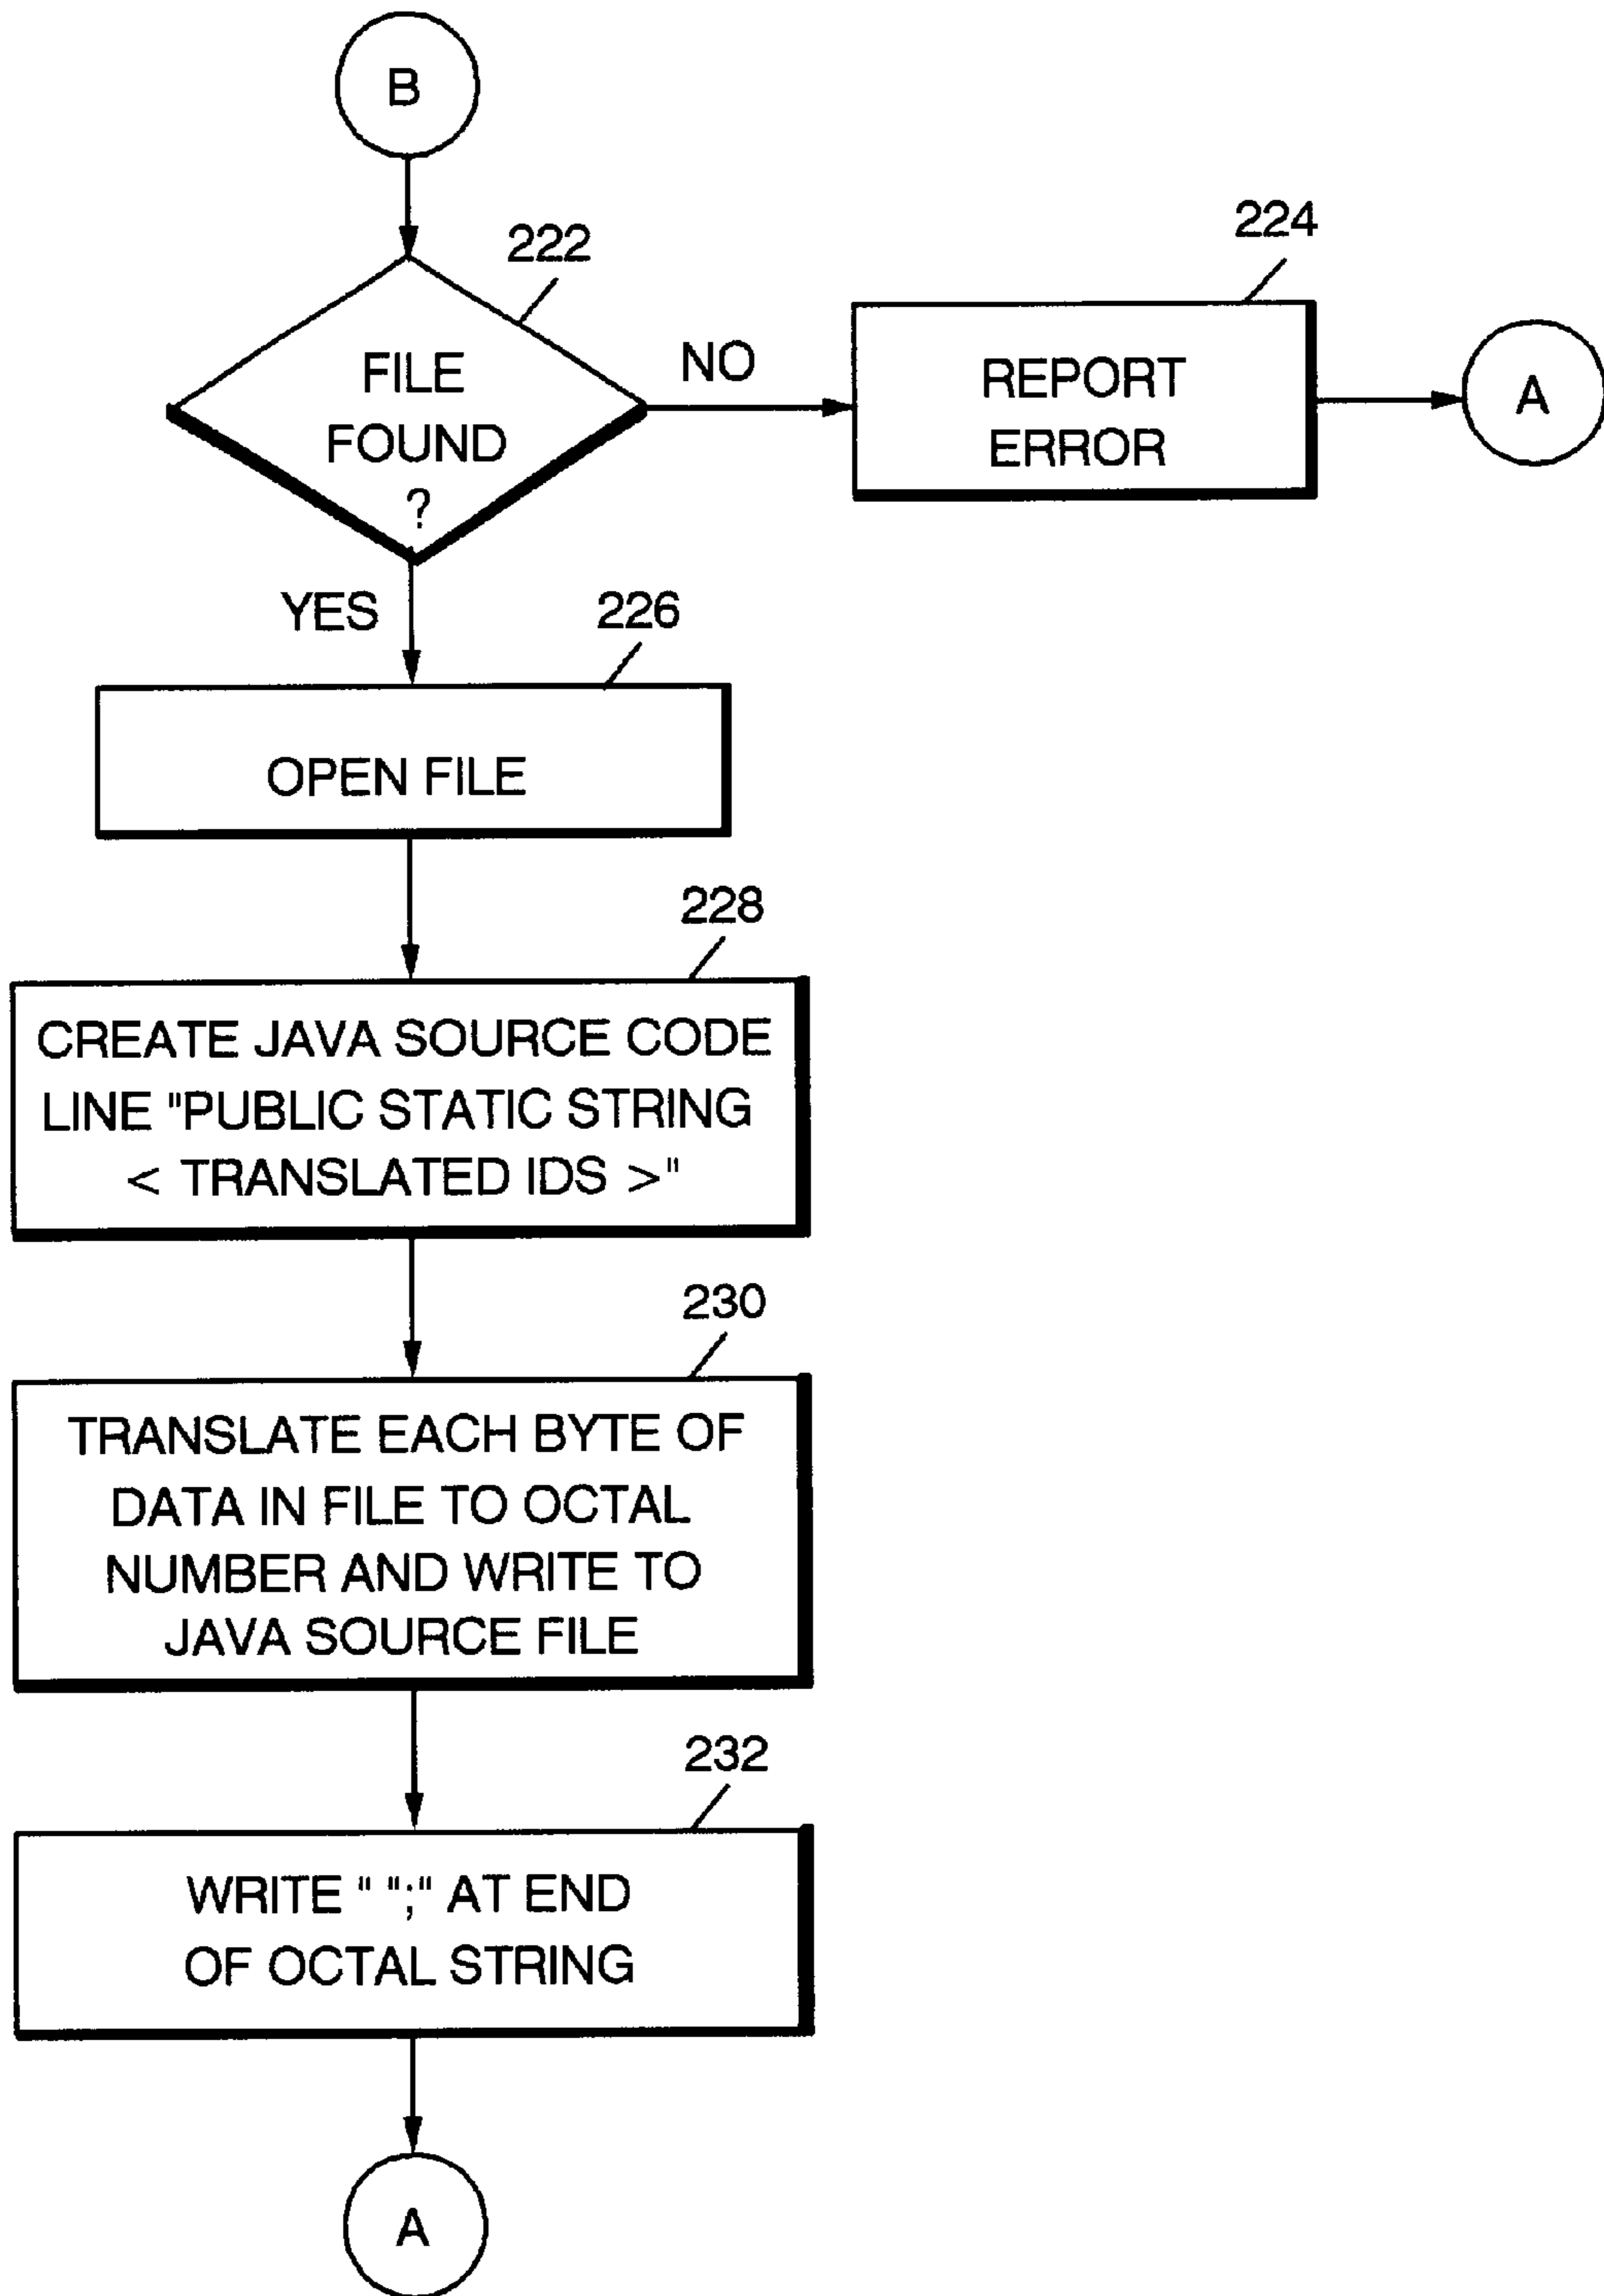 B
222
FILE
FOUND
?
NO
224
REPORT
ERROR
A
YES
226
OPEN FILE
228
CREATE JAVA SOURCE CODE
LINE "PUBLIC STATIC STRING
< TRANSLATED IDS >"
230
TRANSLATE EACH BYTE OF
DATA IN FILE TO OCTAL
NUMBER AND WRITE TO
JAVA SOURCE FILE
232
WRITE " ";" AT END
OF OCTAL STRING
A